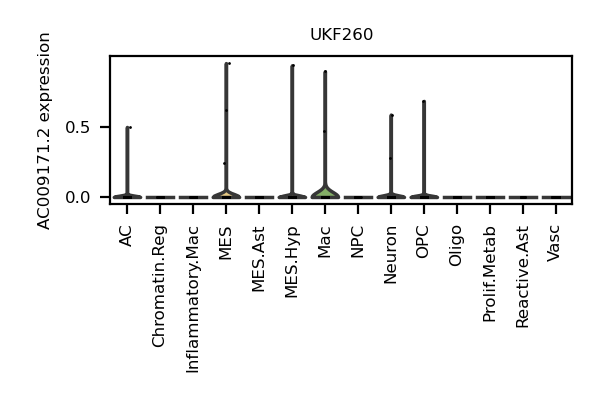 UKF260
AC009171.2 expression
0.5
0.0
AC
Chromatin.Reg
Inflammatory.Mac
MES
MES.Ast
MES.Hyp
Mac
NPC
Neuron
OPC
Oligo
Prolif.Metab
Reactive.Ast
Vasc